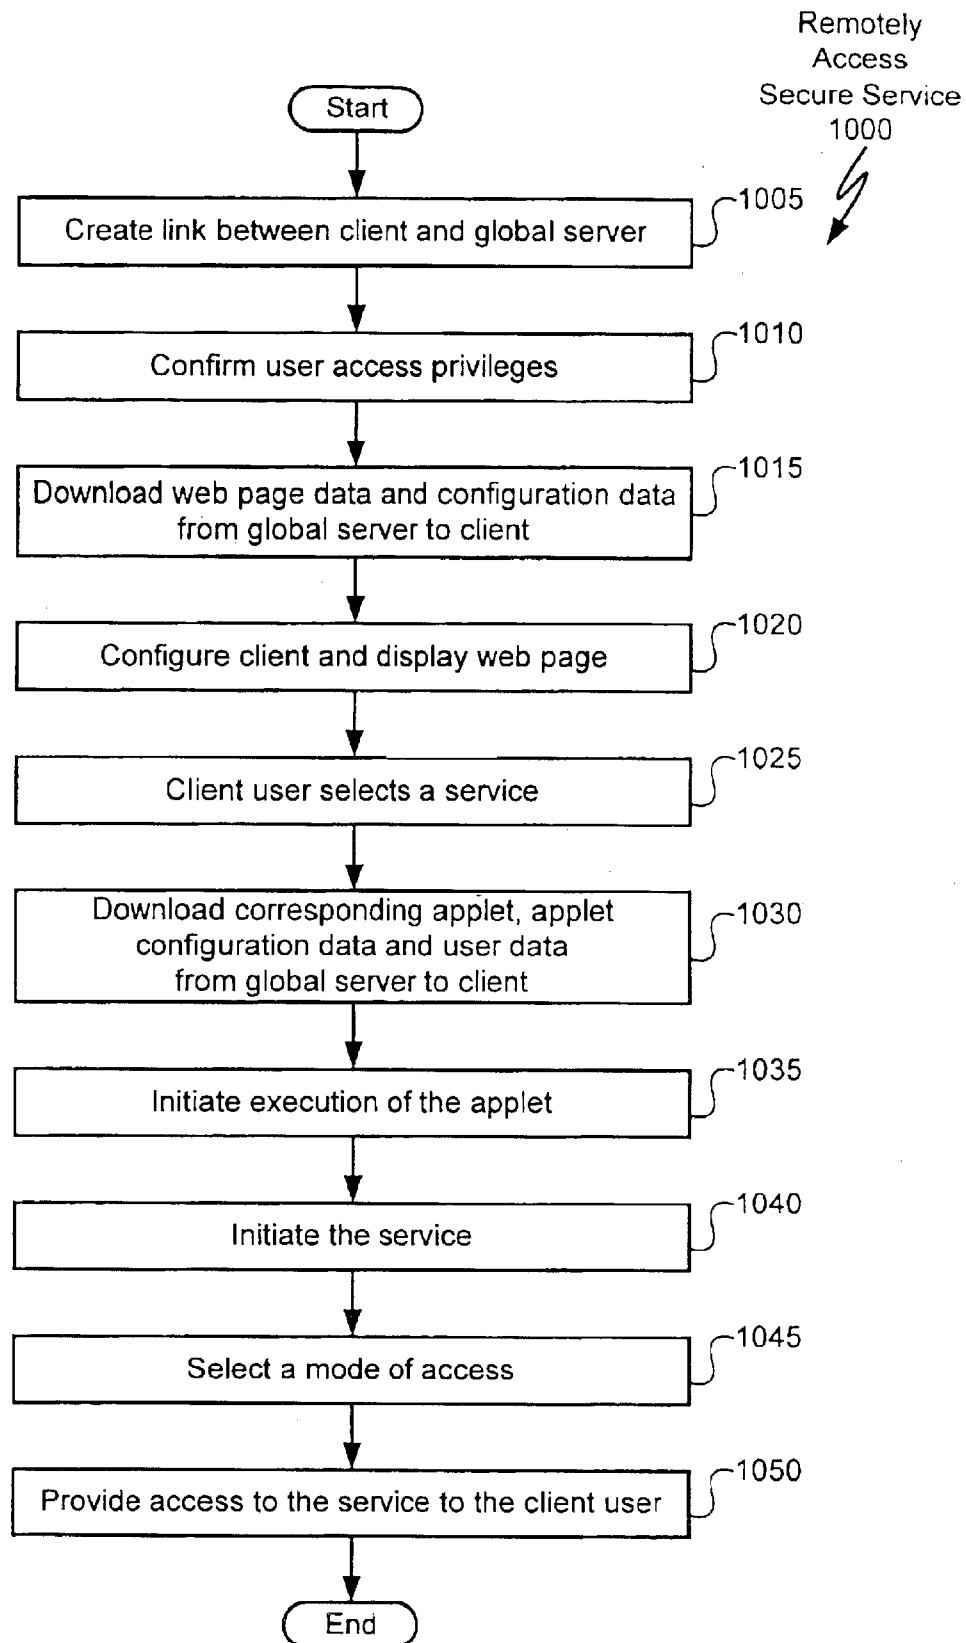 Remotely
Access
Secure Service
1000
Start
1005
Create link between client and global server
1010
Confirm user access privileges
1015
Download web page data and configuration data
from global server to client
1020
Configure client and display web page
1025
Client user selects a service
1030
Download corresponding applet, applet
configuration data and user data
from global server to client
1035
Initiate execution of the applet
1040
Initiate the service
1045
Select a mode of access
1050
Provide access to the service to the client user
End